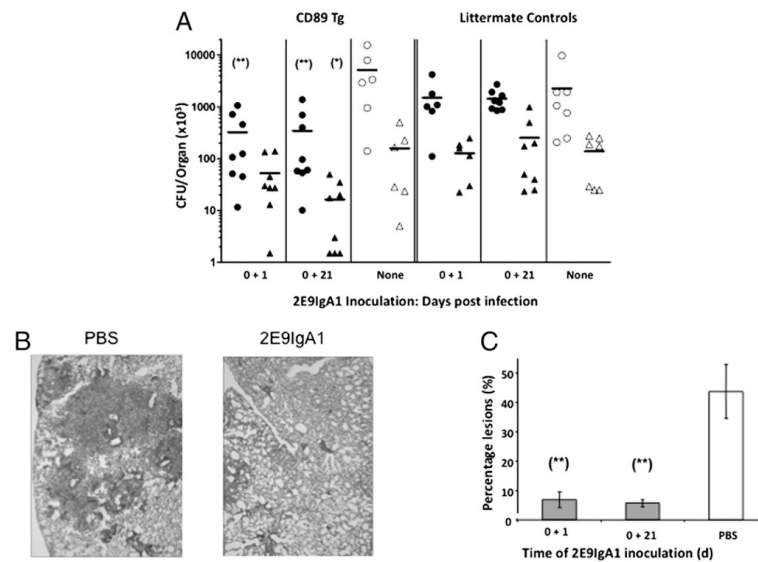 A
CD89 Tg
Littermate Controls
CFU/Organ (x10³)
10000
1000
100
10
1
(**)
(**)
(*)
0 + 1
0 + 21
None
0 + 1
0 + 21
None
2E9IgA1 Inoculation: Days post infection
B
PBS
2E9IgA1
C
Percentage lesions (%)
50
40
30
20
10
0
(**)
(**)
0 + 1
0 + 21
PBS
Time of 2E9IgA1 inoculation (d)